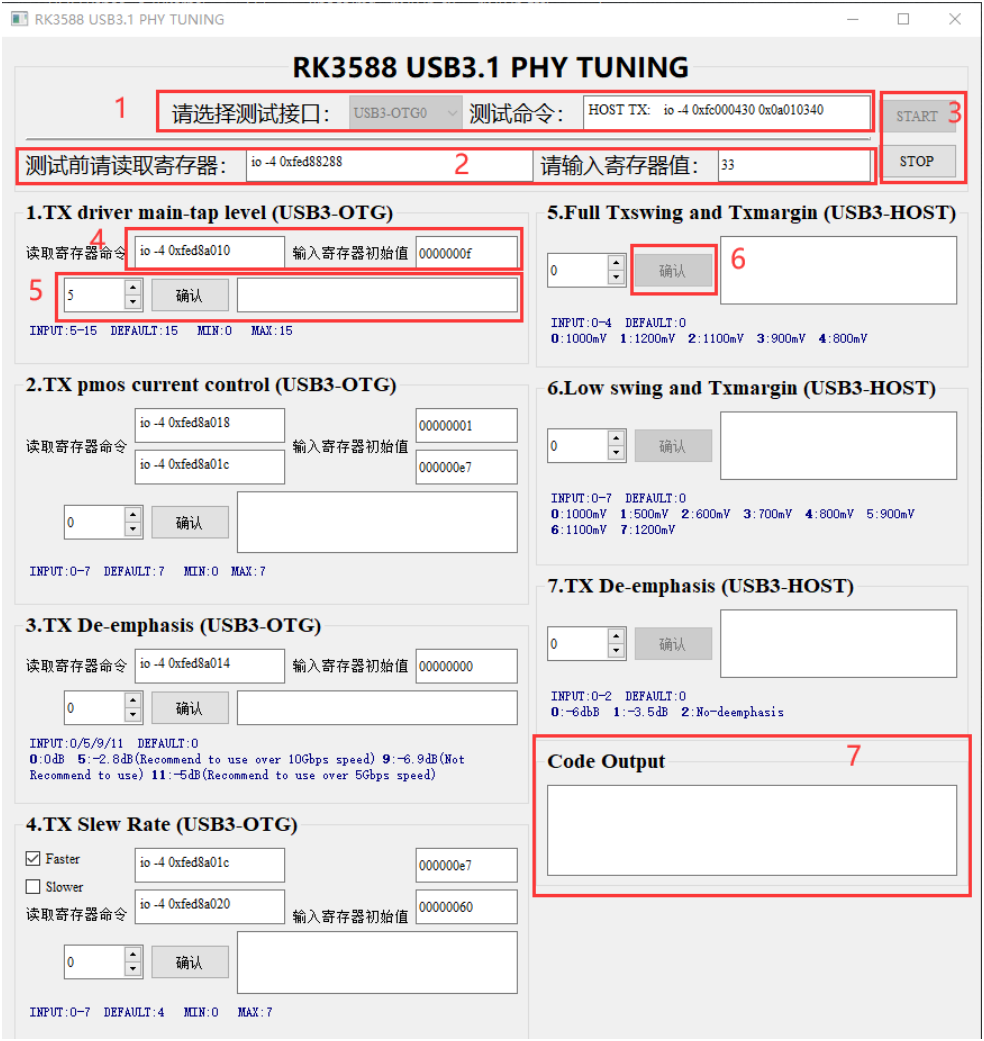 RK3588 USB3.1 PHY TUNING
RK3588 USB3.1 PHY TUNING
1
请选择测试接口：
USB3-OTG0
测试命令：
HOST TX: io -4 0xfc000430 0x0a010340
START
3
测试前请读取寄存器：
io -4 0xfed88288
2
请输入寄存器值：
33
STOP
1.TX driver main-tap level (USB3-OTG)
4
读取寄存器命令
io -4 0xfed8a010
输入寄存器初始值
0000000f
5
5
确认
INPUT:5-15 DEFAULT:15 MIN:0 MAX:15
2.TX pmos current control (USB3-OTG)
读取寄存器命令
io -4 0xfed8a018
io -4 0xfed8a01c
输入寄存器初始值
00000001
000000e7
0
确认
INPUT:0-7 DEFAULT:7 MIN:0 MAX:7
3.TX De-emphasis (USB3-OTG)
读取寄存器命令
io -4 0xfed8a014
输入寄存器初始值
00000000
0
确认
INPUT:0/5/9/11 DEFAULT:0
0:0dB 5:-2.8dB(Recommend to use over 10Gbps speed) 9:-6.9dB(Not
Recommend to use) 11:-5dB(Recommend to use over 5Gbps speed)
4.TX Slew Rate (USB3-OTG)
Faster
Slower
读取寄存器命令
io -4 0xfed8a01c
io -4 0xfed8a020
输入寄存器初始值
000000e7
00000060
0
确认
INPUT:0-7 DEFAULT:4 MIN:0 MAX:7
5.Full Txswing and Txmargin (USB3-HOST)
0
确认
6
INPUT:0-4 DEFAULT:0
0:1000mV 1:1200mV 2:1100mV 3:900mV 4:800mV
6.Low swing and Txmargin (USB3-HOST)
0
确认
INPUT:0-7 DEFAULT:0
0:1000mV 1:500mV 2:600mV 3:700mV 4:800mV 5:900mV
6:1100mV 7:1200mV
7.TX De-emphasis (USB3-HOST)
0
确认
INPUT:0-2 DEFAULT:0
0:-6dbB 1:-3.5dB 2:No-deemphasis
Code Output
7